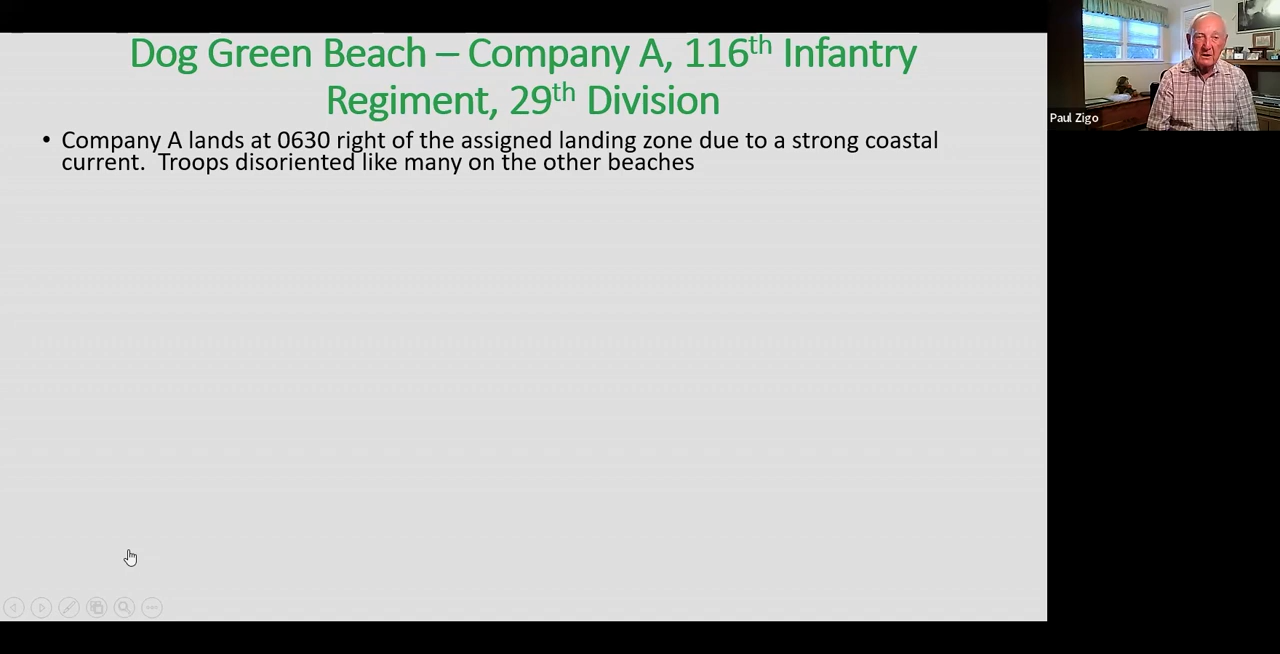 Dog Green Beach – Company A, 116th Infantry
Regiment, 29th Division
• Company A lands at 0630 right of the assigned landing zone due to a strong coastal
current.  Troops disoriented like many on the other beaches
Paul Zigo